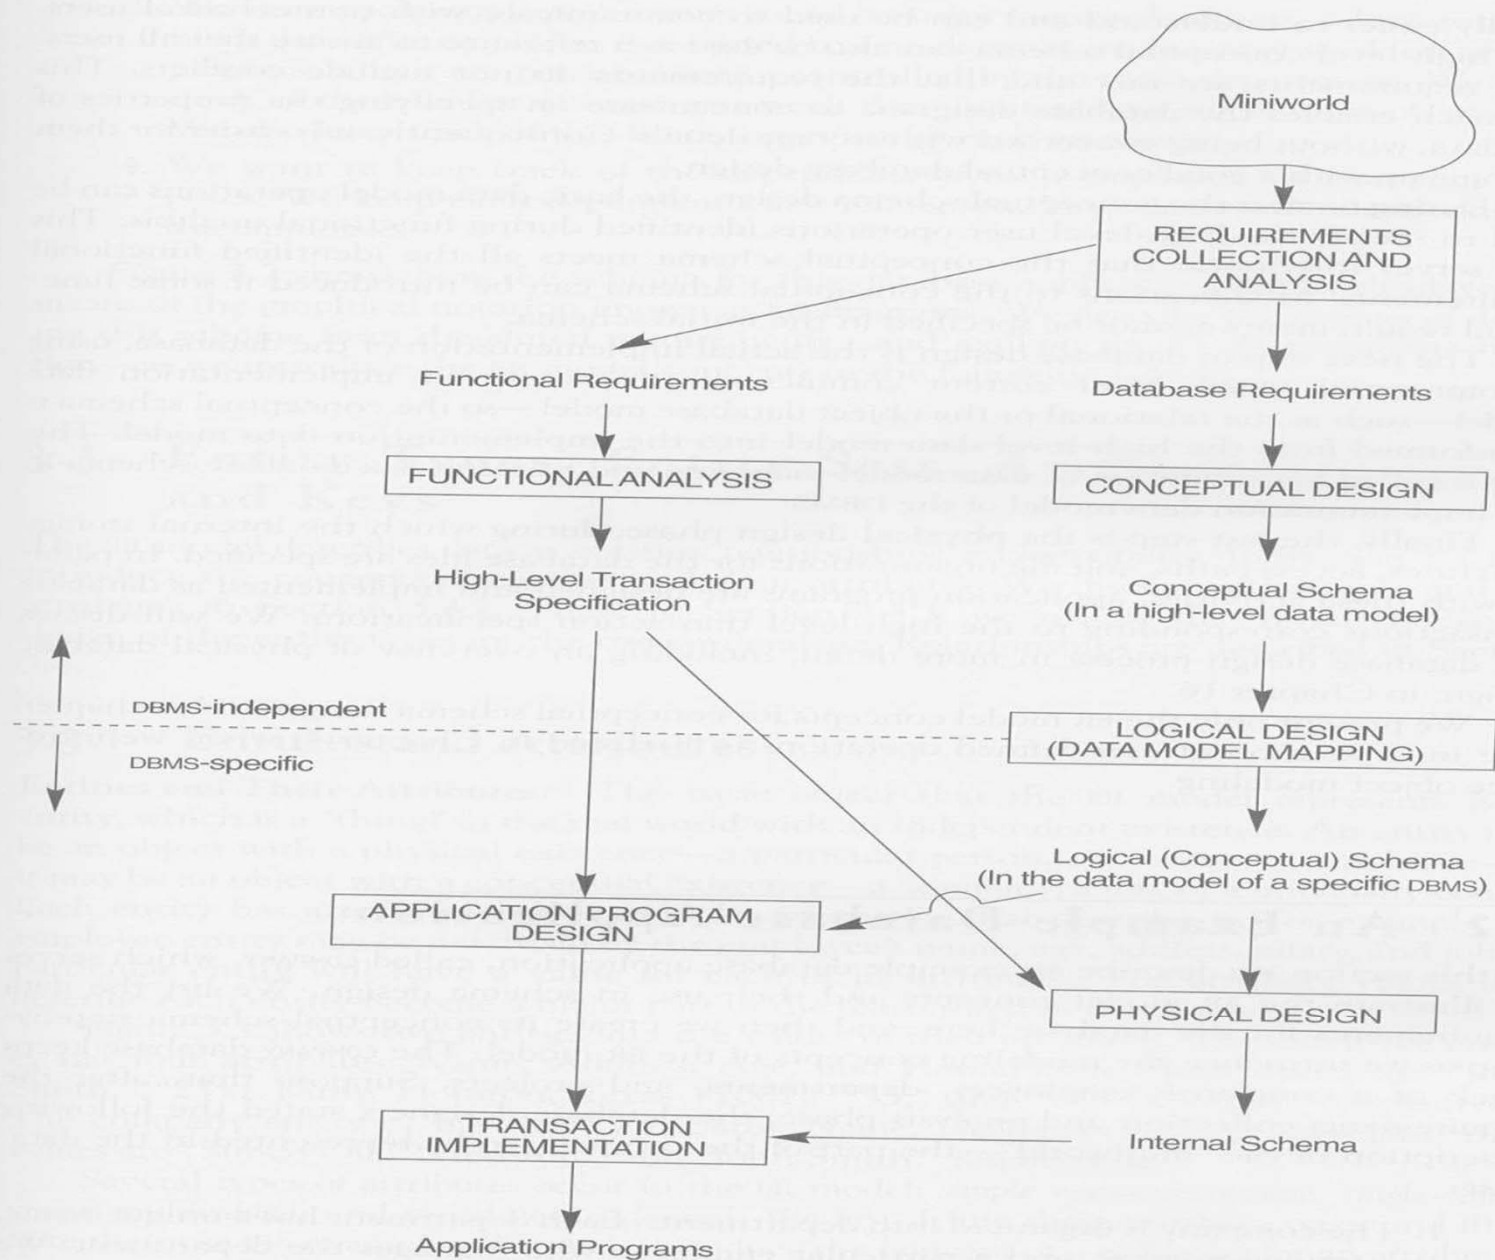 Miniworld
REQUIREMENTS
COLLECTION AND
ANALYSIS
Functional Requirements
Database Requirements
FUNCTIONAL ANALYSIS
CONCEPTUAL DESIGN
High-Level Transaction
Specification
Conceptual Schema
(In a high-level data model)
DBMS-independent
LOGICAL DESIGN
(DATA MODEL MAPPING)
DBMS-specific
Logical (Conceptual) Schema
(In the data model of a specific DBMS)
APPLICATION PROGRAM
DESIGN
PHYSICAL DESIGN
TRANSACTION
IMPLEMENTATION
Internal Schema
Application Programs